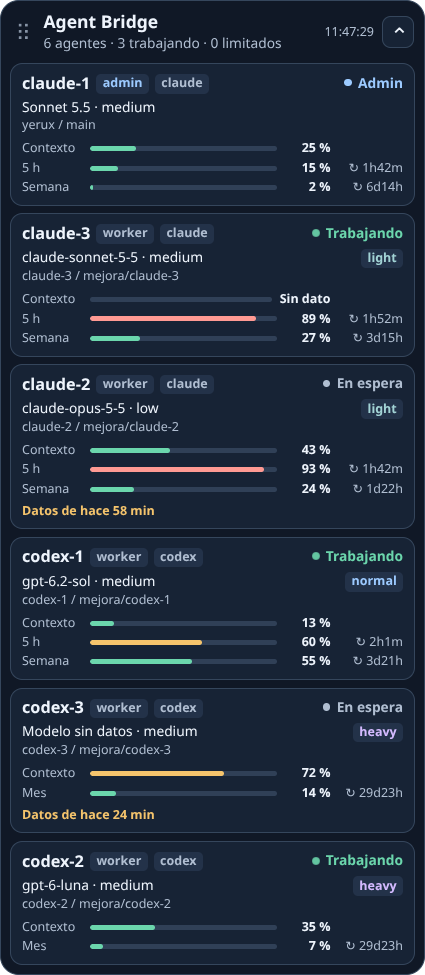 Agent Bridge
6 agentes · 3 trabajando · 0 limitados
11:47:29
claude-1 admin claude Admin
Sonnet 5.5 · medium
yerux / main
Contexto 25 %
5 h 15 % ↻ 1h42m
Semana 2 % ↻ 6d14h
claude-3 worker claude Trabajando
claude-sonnet-5-5 · medium light
claude-3 / mejora/claude-3
Contexto Sin dato
5 h 89 % ↻ 1h52m
Semana 27 % ↻ 3d15h
claude-2 worker claude En espera
claude-opus-5-5 · low light
claude-2 / mejora/claude-2
Contexto 43 %
5 h 93 % ↻ 1h42m
Semana 24 % ↻ 1d22h
Datos de hace 58 min
codex-1 worker codex Trabajando
gpt-6.2-sol · medium normal
codex-1 / mejora/codex-1
Contexto 13 %
5 h 60 % ↻ 2h1m
Semana 55 % ↻ 3d21h
codex-3 worker codex En espera
Modelo sin datos · medium heavy
codex-3 / mejora/codex-3
Contexto 72 %
Mes 14 % ↻ 29d23h
Datos de hace 24 min
codex-2 worker codex Trabajando
gpt-6-luna · medium heavy
codex-2 / mejora/codex-2
Contexto 35 %
Mes 7 % ↻ 29d23h